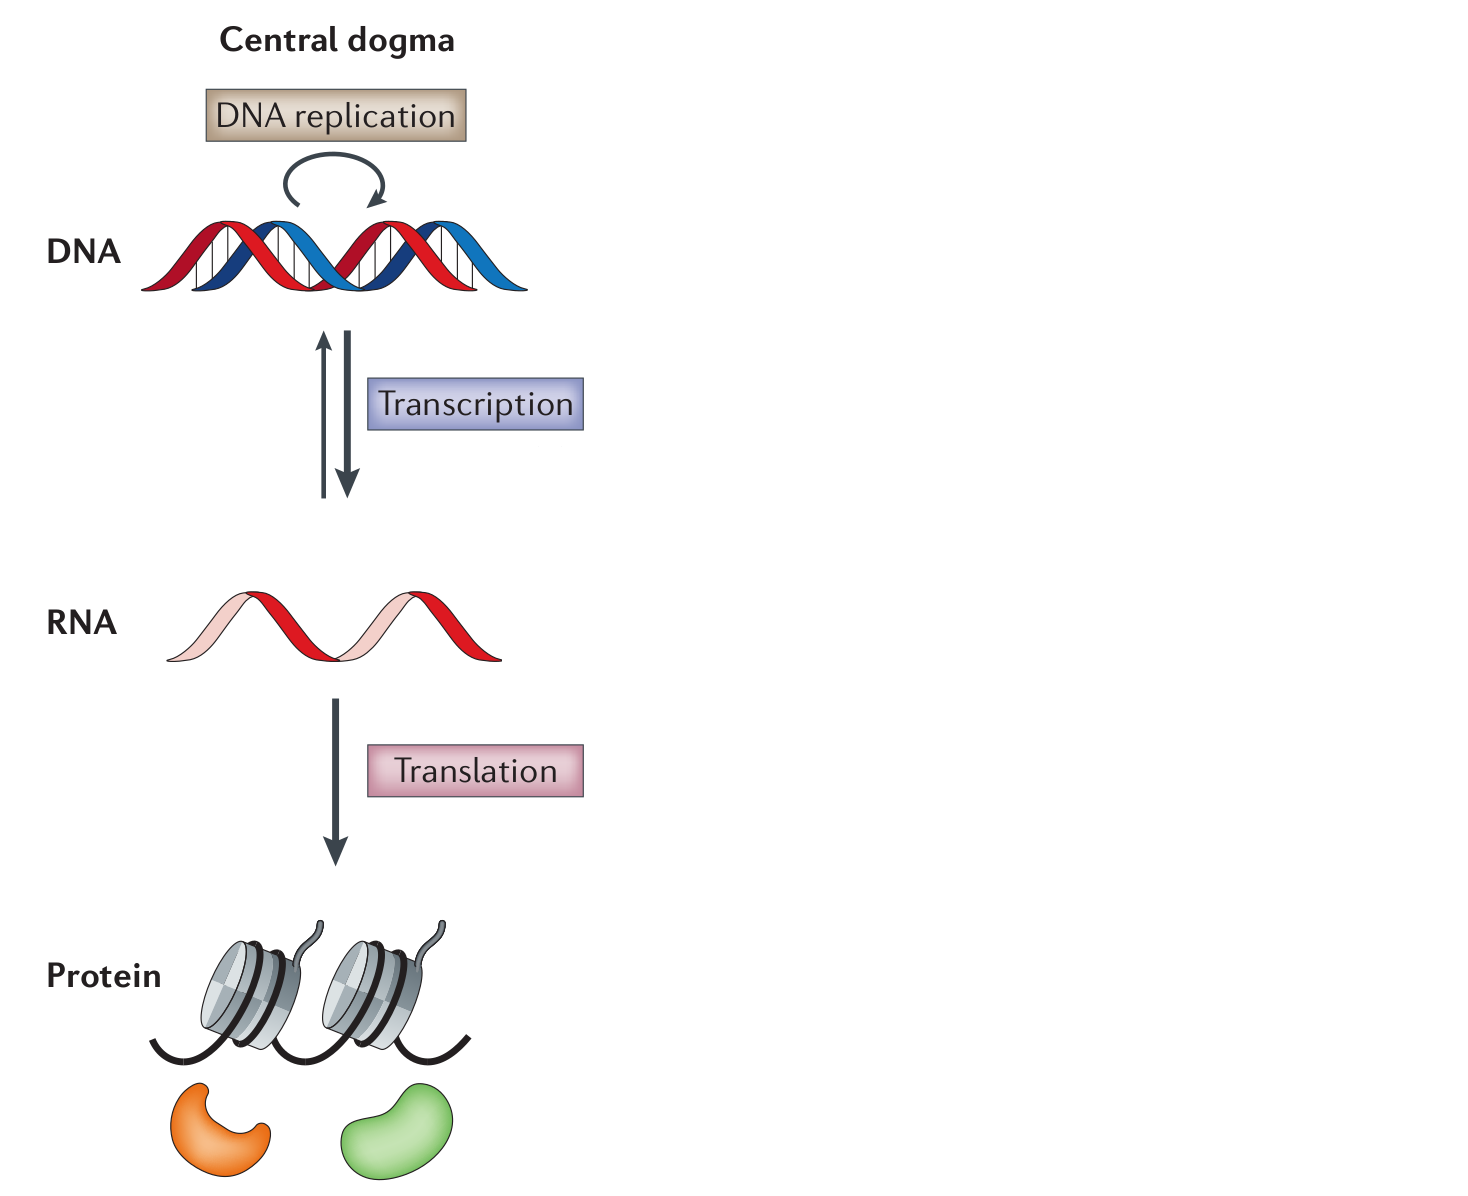 Central dogma
DNA replication
DNA
Transcription
RNA
Translation
Protein